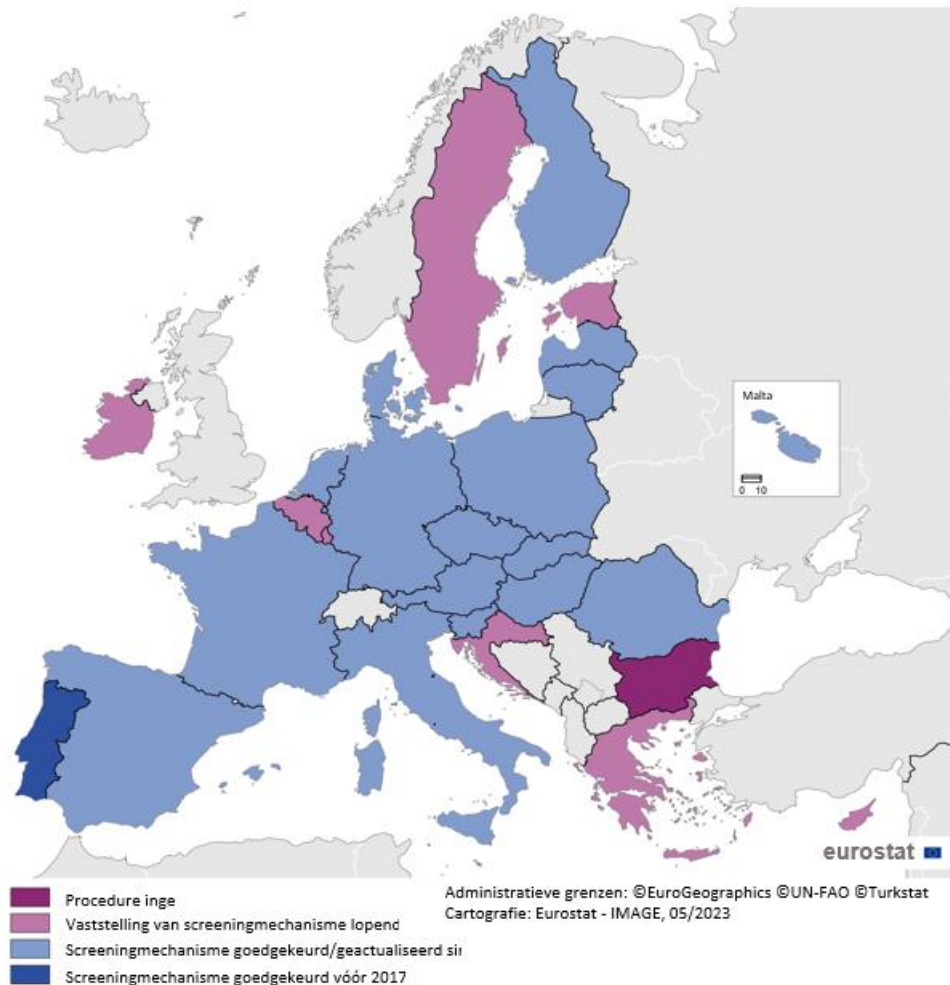 Malta
0 10
eurostat
Procedure inge
Vaststelling van screeningmechanisme lopend
Screeningmechanisme goedgekeurd/geactualiseerd sir
Screeningmechanisme goedgekeurd vóór 2017
Administratieve grenzen: ©EuroGeographics ©UN-FAO ©Turkstat
Cartografie: Eurostat - IMAGE, 05/2023